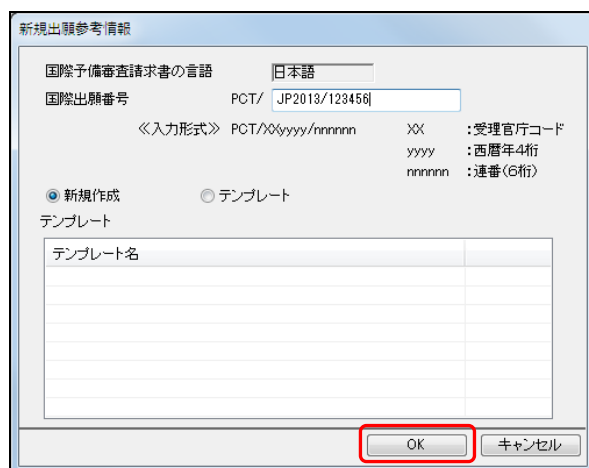 新規出願参考情報
国際予備審査請求書の言語 日本語
国際出願番号 PCT/ JP2013/123456
≪入力形式≫ PCT/XXyyyy/nnnnnn XX :受理官庁コード
yyyy :西暦年4桁
nnnnnn :連番(6桁)
新規作成 テンプレート
テンプレート
テンプレート名
OK キャンセル